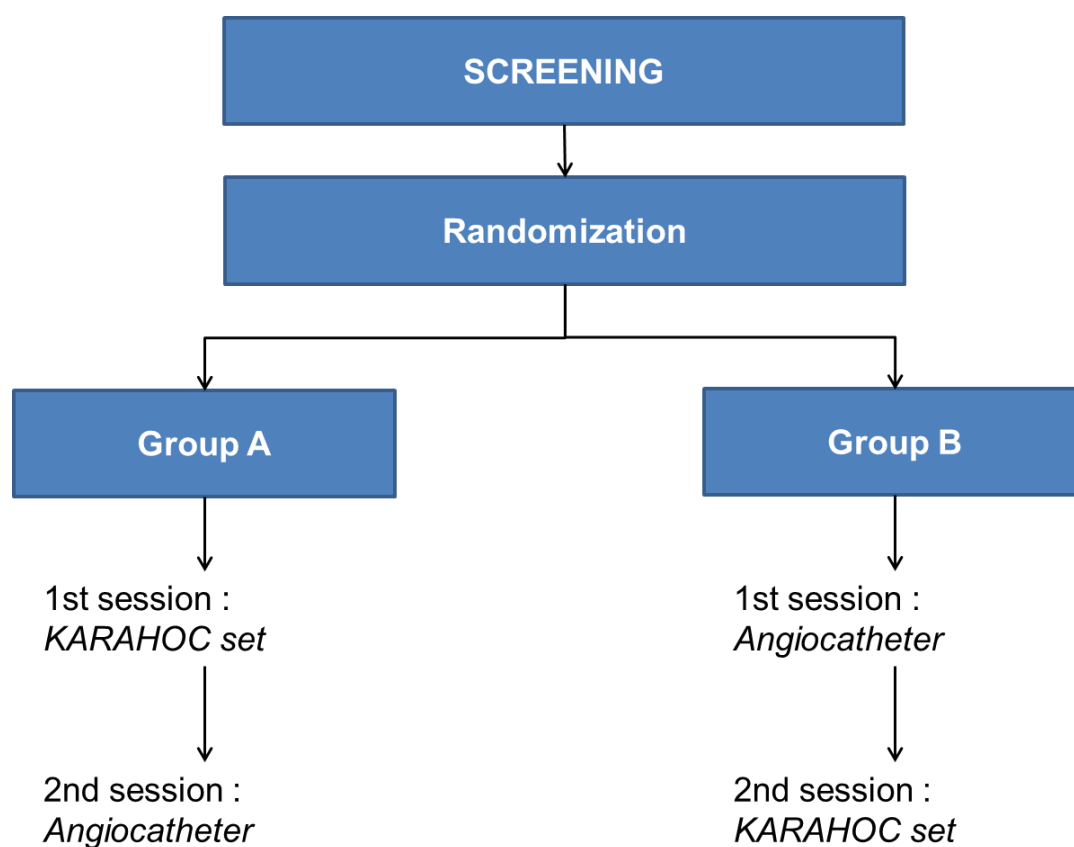 SCREENING
Randomization
Group A
Group B
1st session :
KARAHOC set
1st session :
Angiocatheter
2nd session :
Angiocatheter
2nd session :
KARAHOC set